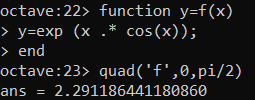 octave:22> function y=f(x)
> y=exp (x .* cos(x));
> end
octave:23> quad('f',0,pi/2)
ans = 2.291186441180860